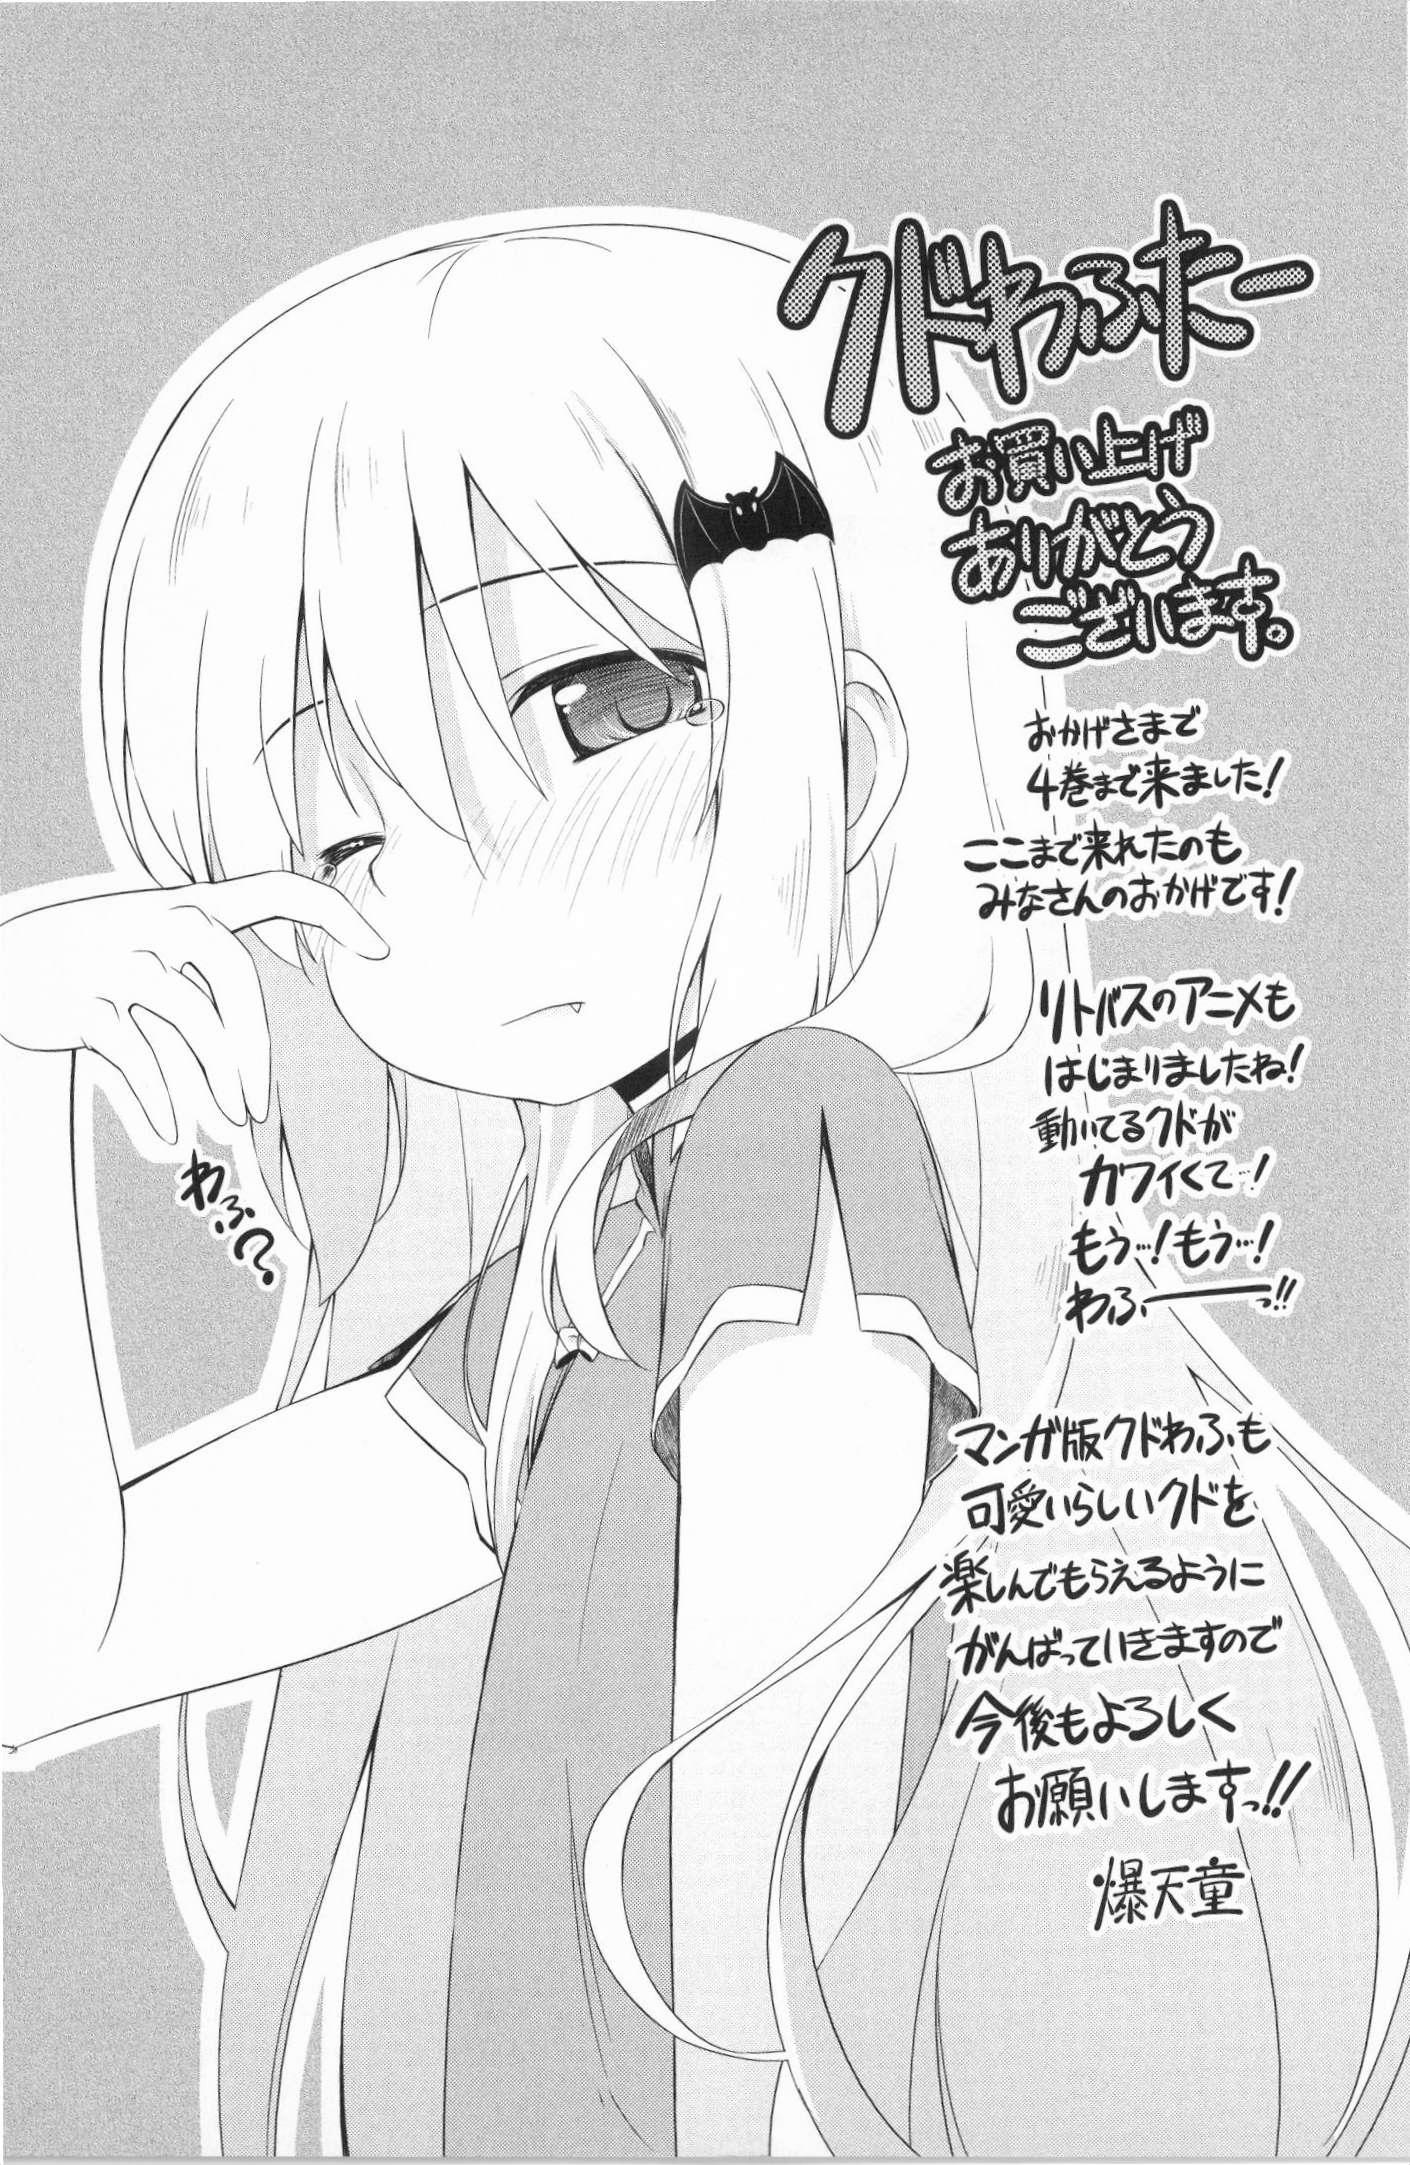 クドわふたー
お買い上げ
ありがとう
ございます。
おかげさまで
4巻まで来ました!
ここまで来れたのも
みなさんのおかげです!
リトバスのアニメも
はじまりましたね!
動いてるクドが
カワイくて…!
もう…!もう…!
わふーーーっ!!
マンガ版クドわふも
可愛いらしいクドを
楽しんでもらえるように
がんばっていきますので
今後もよろしく
お願いしますっ!!
爆天童
わふ?